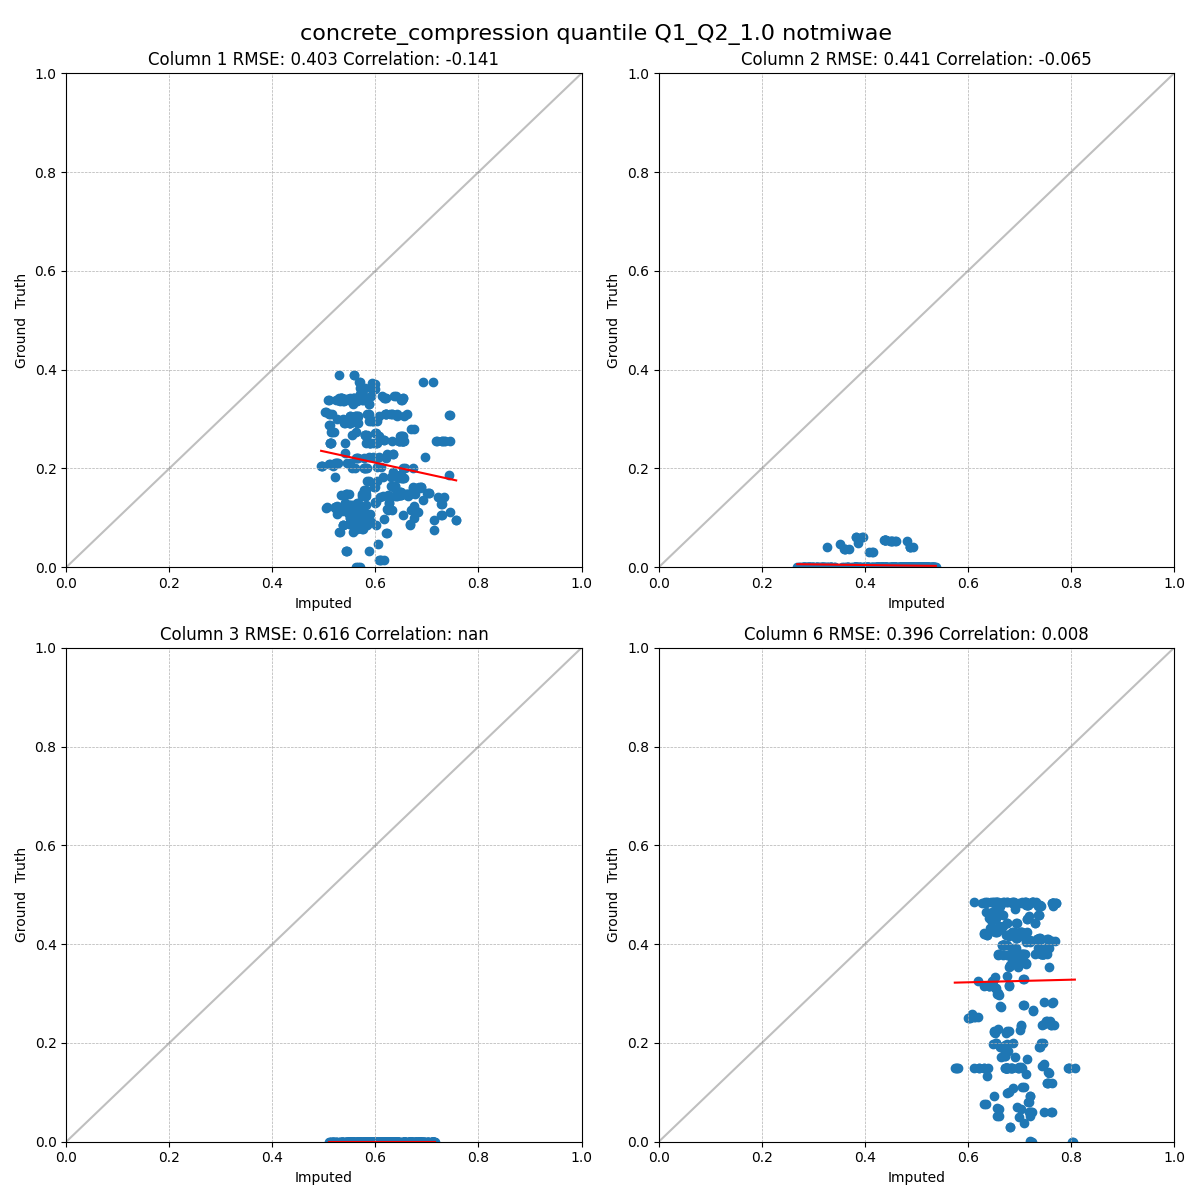 concrete_compression quantile Q1_Q2_1.0 notmiwae
Column 1 RMSE: 0.403 Correlation: -0.141
1.0
0.8
0.6
0.4
0.2
0.0
Ground Truth
0.0 0.2 0.4 0.6 0.8 1.0
Imputed
Column 2 RMSE: 0.441 Correlation: -0.065
1.0
0.8
0.6
0.4
0.2
0.0
Ground Truth
0.0 0.2 0.4 0.6 0.8 1.0
Imputed
Column 3 RMSE: 0.616 Correlation: nan
1.0
0.8
0.6
0.4
0.2
0.0
Ground Truth
0.0 0.2 0.4 0.6 0.8 1.0
Imputed
Column 6 RMSE: 0.396 Correlation: 0.008
1.0
0.8
0.6
0.4
0.2
0.0
Ground Truth
0.0 0.2 0.4 0.6 0.8 1.0
Imputed